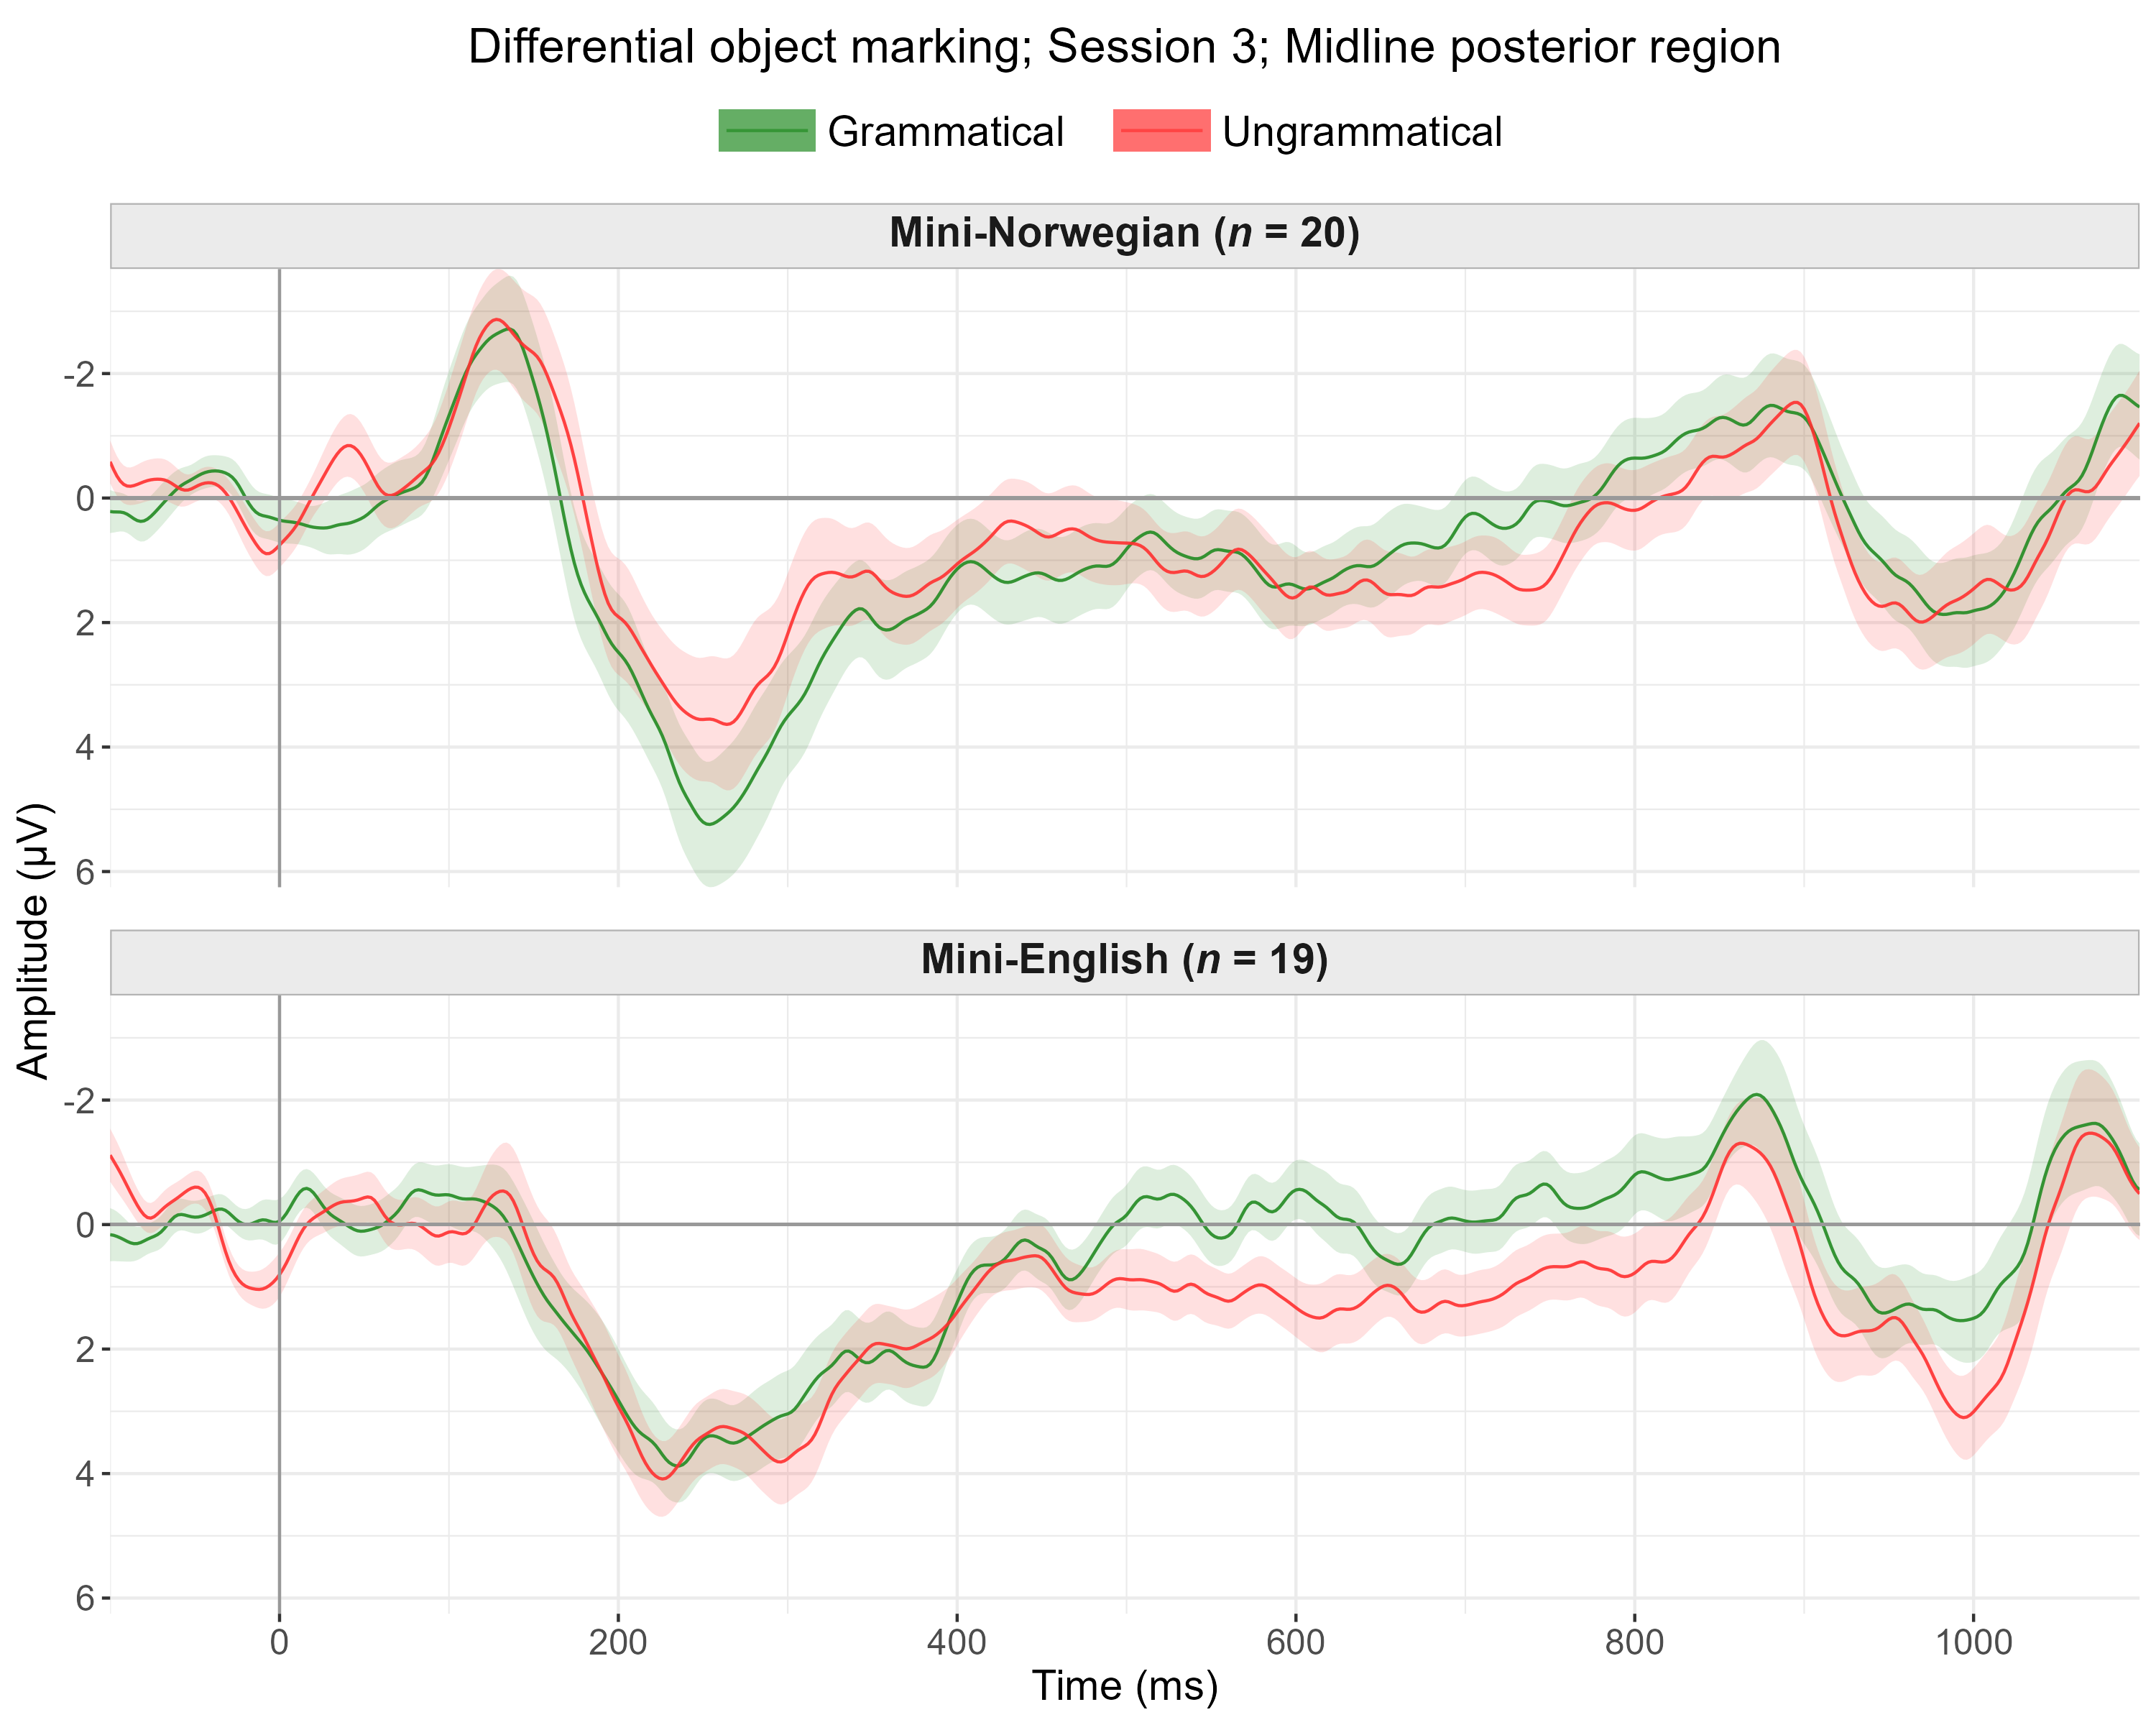 Differential object marking; Session 3; Midline posterior region
Grammatical Ungrammatical
Mini-Norwegian (n = 20)
-2
0
2
4
6
Amplitude (µV)
Mini-English (n = 19)
-2
0
2
4
6
0 200 400 600 800 1000
Time (ms)